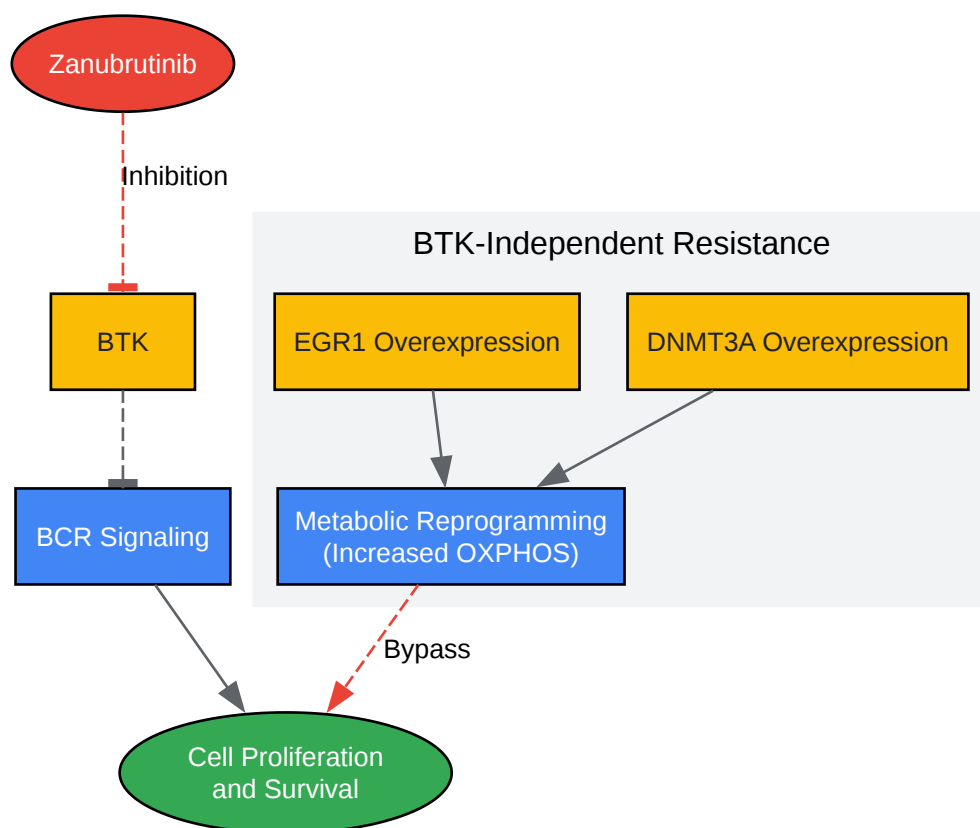 Zanubrutinib
Inhibition
BTK-Independent Resistance
BTK
EGR1 Overexpression
DNMT3A Overexpression
BCR Signaling
Metabolic Reprogramming
(Increased OXPHOS)
Bypass
Cell Proliferation
and Survival